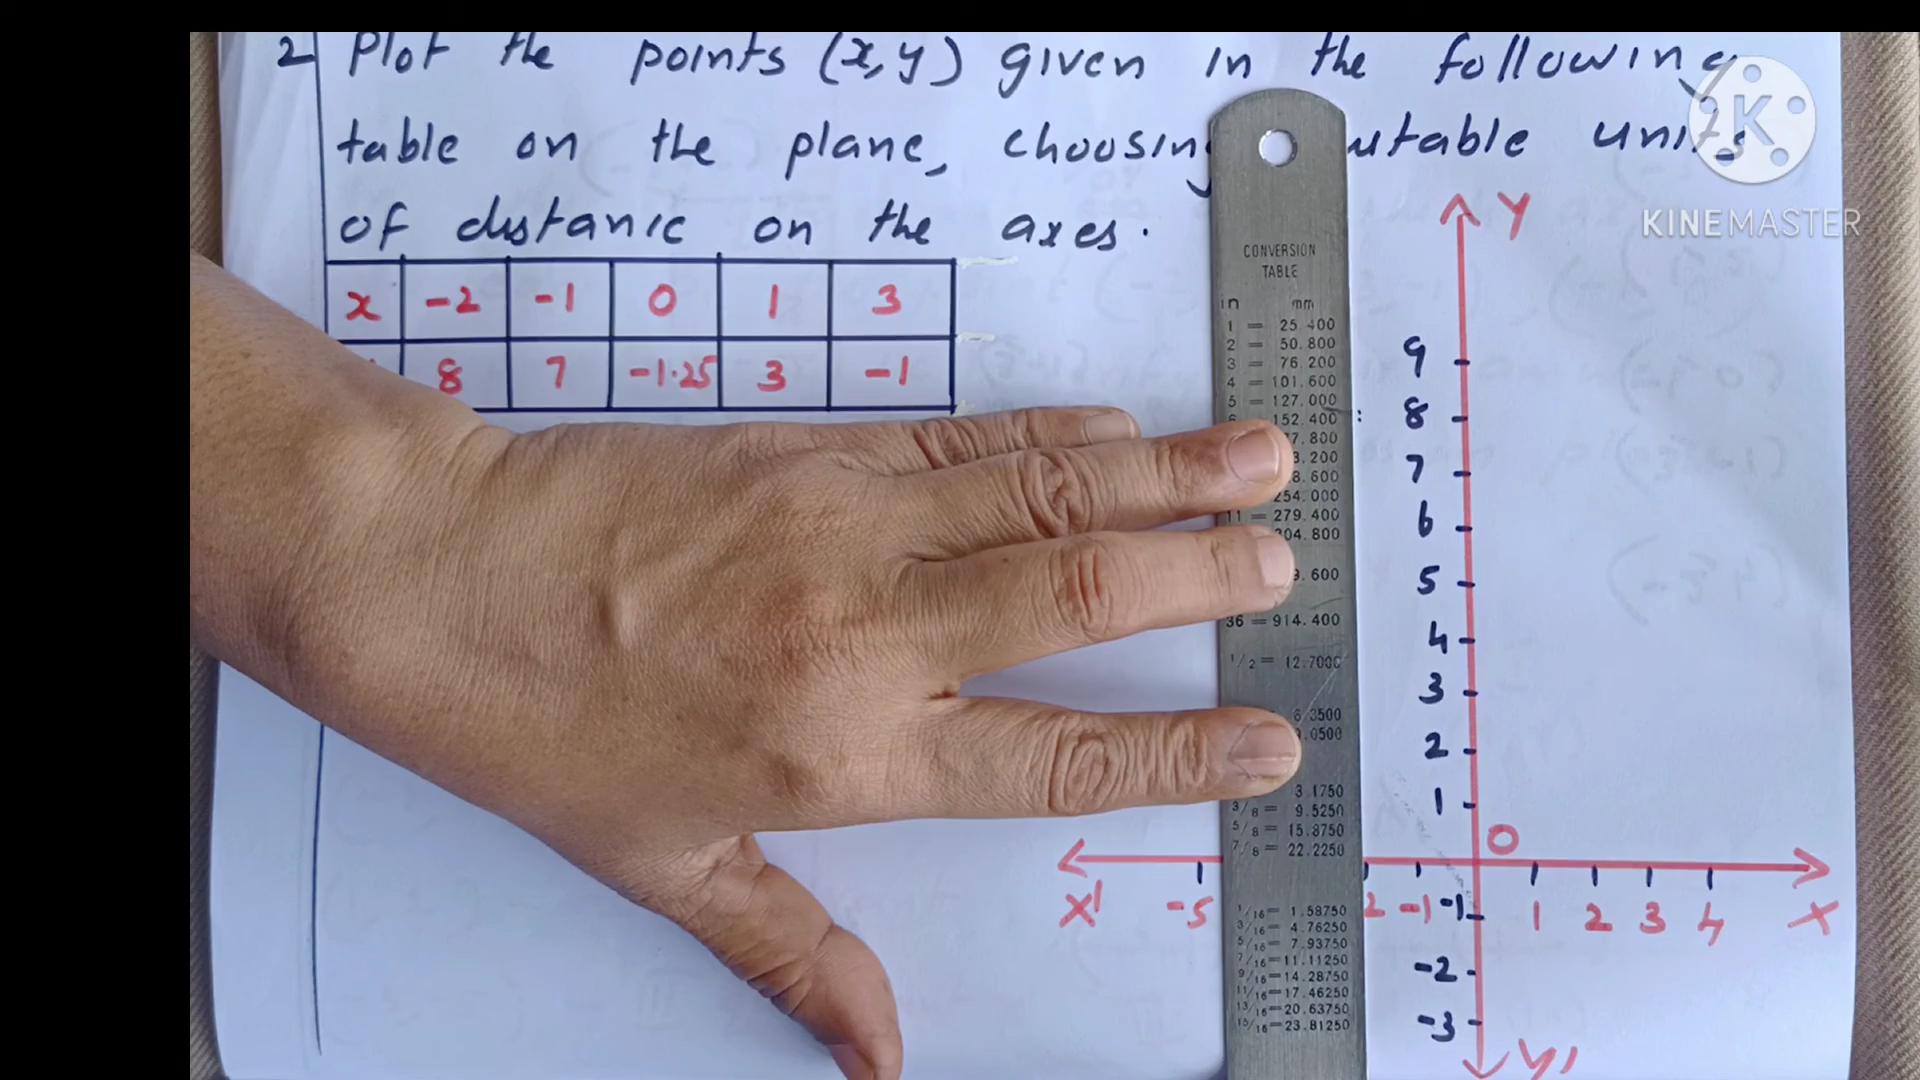 2 Plot the points (x,y) given in the following
table on the plane, choosing units
of distance on the axes.
K
KINEMASTER
x -2 -1 0 1 3
8 7 -1.25 3 -1
CONVERSION
TABLE
in mm
1 = 25.400
2 = 50.800
3 = 76.200
4 = 101.600
5 = 127.000
6 152.400
254.000
11 = 279.400
36 = 914.400
1/2 = 12.7000
3.1750
3/8 = 9.5250
5/8 = 15.8750
7/8 = 22.2250
1/16 = 1.58750
3/16 = 4.76250
5/16 = 7.93750
7/16 = 11.11250
9/16 = 14.28750
11/16 = 17.46250
13/16 = 20.63750
15/16 = 23.81250
Y
9
8
7
6
5
4
3
2
1
O
X' -5 2 -1 1 2 3 4 X
-1
-2
-3
Y'